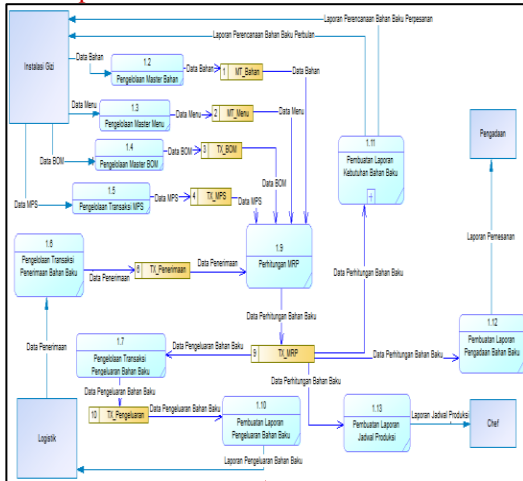 Laporan Perencanaan Bahan Baku Perpesanan
Laporan Perencanaan Bahan Baku Perbulan
Instalasi Gizi
Data Bahan
1.2
Pengelolaan Master Bahan
Data Bahan
1 MT_Bahan
Data Bahan
Data Menu
1.3
Pengelolaan Master Menu
Data Menu
2 MT_Menu
Data Menu
Data BOM
1.4
Pengelolaan Master BOM
Data BOM
3 TX_BOM
Data BOM
Data MPS
1.5
Pengelolaan Transaksi MPS
Data MPS
4 TX_MPS
Data MPS
1.11
Pembuatan Laporan
Kebutuhan Bahan Baku
Pengadaan
1.6
Pengelolaan Transaksi
Penerimaan Bahan Baku
Data Penerimaan
8 TX_Penerimaan
Data Penerimaan
1.9
Perhitungan MRP
Data Perhitungan Bahan Baku
Laporan Pemesanan
Data Perhitungan
Bahan Baku
1.12
Pembuatan Laporan
Pengadaan Bahan Baku
Data Penerimaan
1.7
Pengelolaan Transaksi
Pengeluaran Bahan Baku
Data Pengeluaran Bahan Baku
9 TX_MRP
Data Perhitungan Bahan Baku
Data Perhitungan Bahan Baku
Data Pengeluaran Bahan Baku
10 TX_Pengeluaran
Data Pengeluaran Bahan Baku
1.10
Pembuatan Laporan
Pengeluaran Bahan Baku
1.13
Pembuatan Laporan
Jadwal Produksi
Laporan Jadwal Produksi
Chef
Logistik
Laporan Pengeluaran Bahan Baku